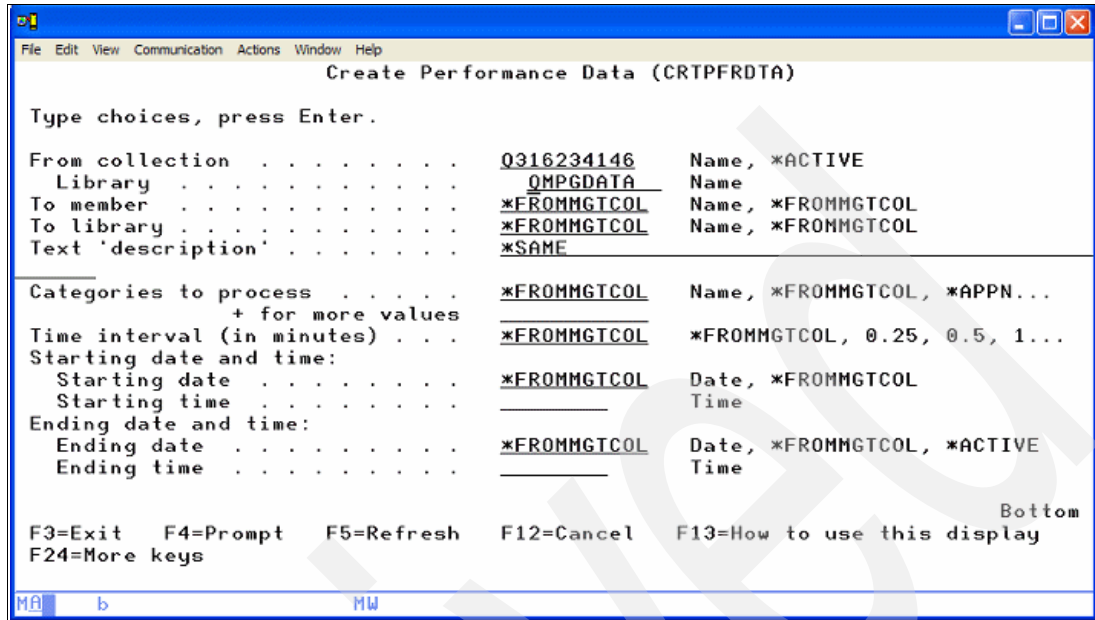 File Edit View Communication Actions Window Help
Create Performance Data (CRTPFRDTA)
Type choices, press Enter.
From collection . . . . . . . . Q316234146 Name, *ACTIVE
Library . . . . . . . . . . . QMPGDATA Name
To member . . . . . . . . . . . *FROMMGTCOL Name, *FROMMGTCOL
To library . . . . . . . . . . . *FROMMGTCOL Name, *FROMMGTCOL
Text 'description' . . . . . . . *SAME
Categories to process . . . . . *FROMMGTCOL Name, *FROMMGTCOL, *APPN...
+ for more values
Time interval (in minutes) . . . *FROMMGTCOL *FROMMGTCOL, 0.25, 0.5, 1...
Starting date and time:
Starting date . . . . . . . . *FROMMGTCOL Date, *FROMMGTCOL
Starting time . . . . . . . . Time
Ending date and time:
Ending date . . . . . . . . . *FROMMGTCOL Date, *FROMMGTCOL, *ACTIVE
Ending time . . . . . . . . . Time
Bottom
F3=Exit F4=Prompt F5=Refresh F12=Cancel F13=How to use this display
F24=More keys
MA b MW